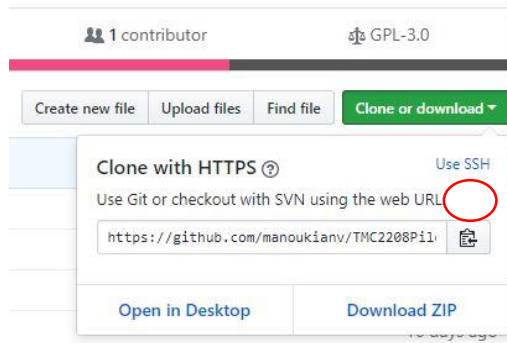 1 contributor
GPL-3.0
Create new file
Upload files
Find file
Clone or download
Clone with HTTPS
Use SSH
Use Git or checkout with SVN using the web URL
https://github.com/manoukianv/TMC2208Pil
Open in Desktop
Download ZIP
days ago